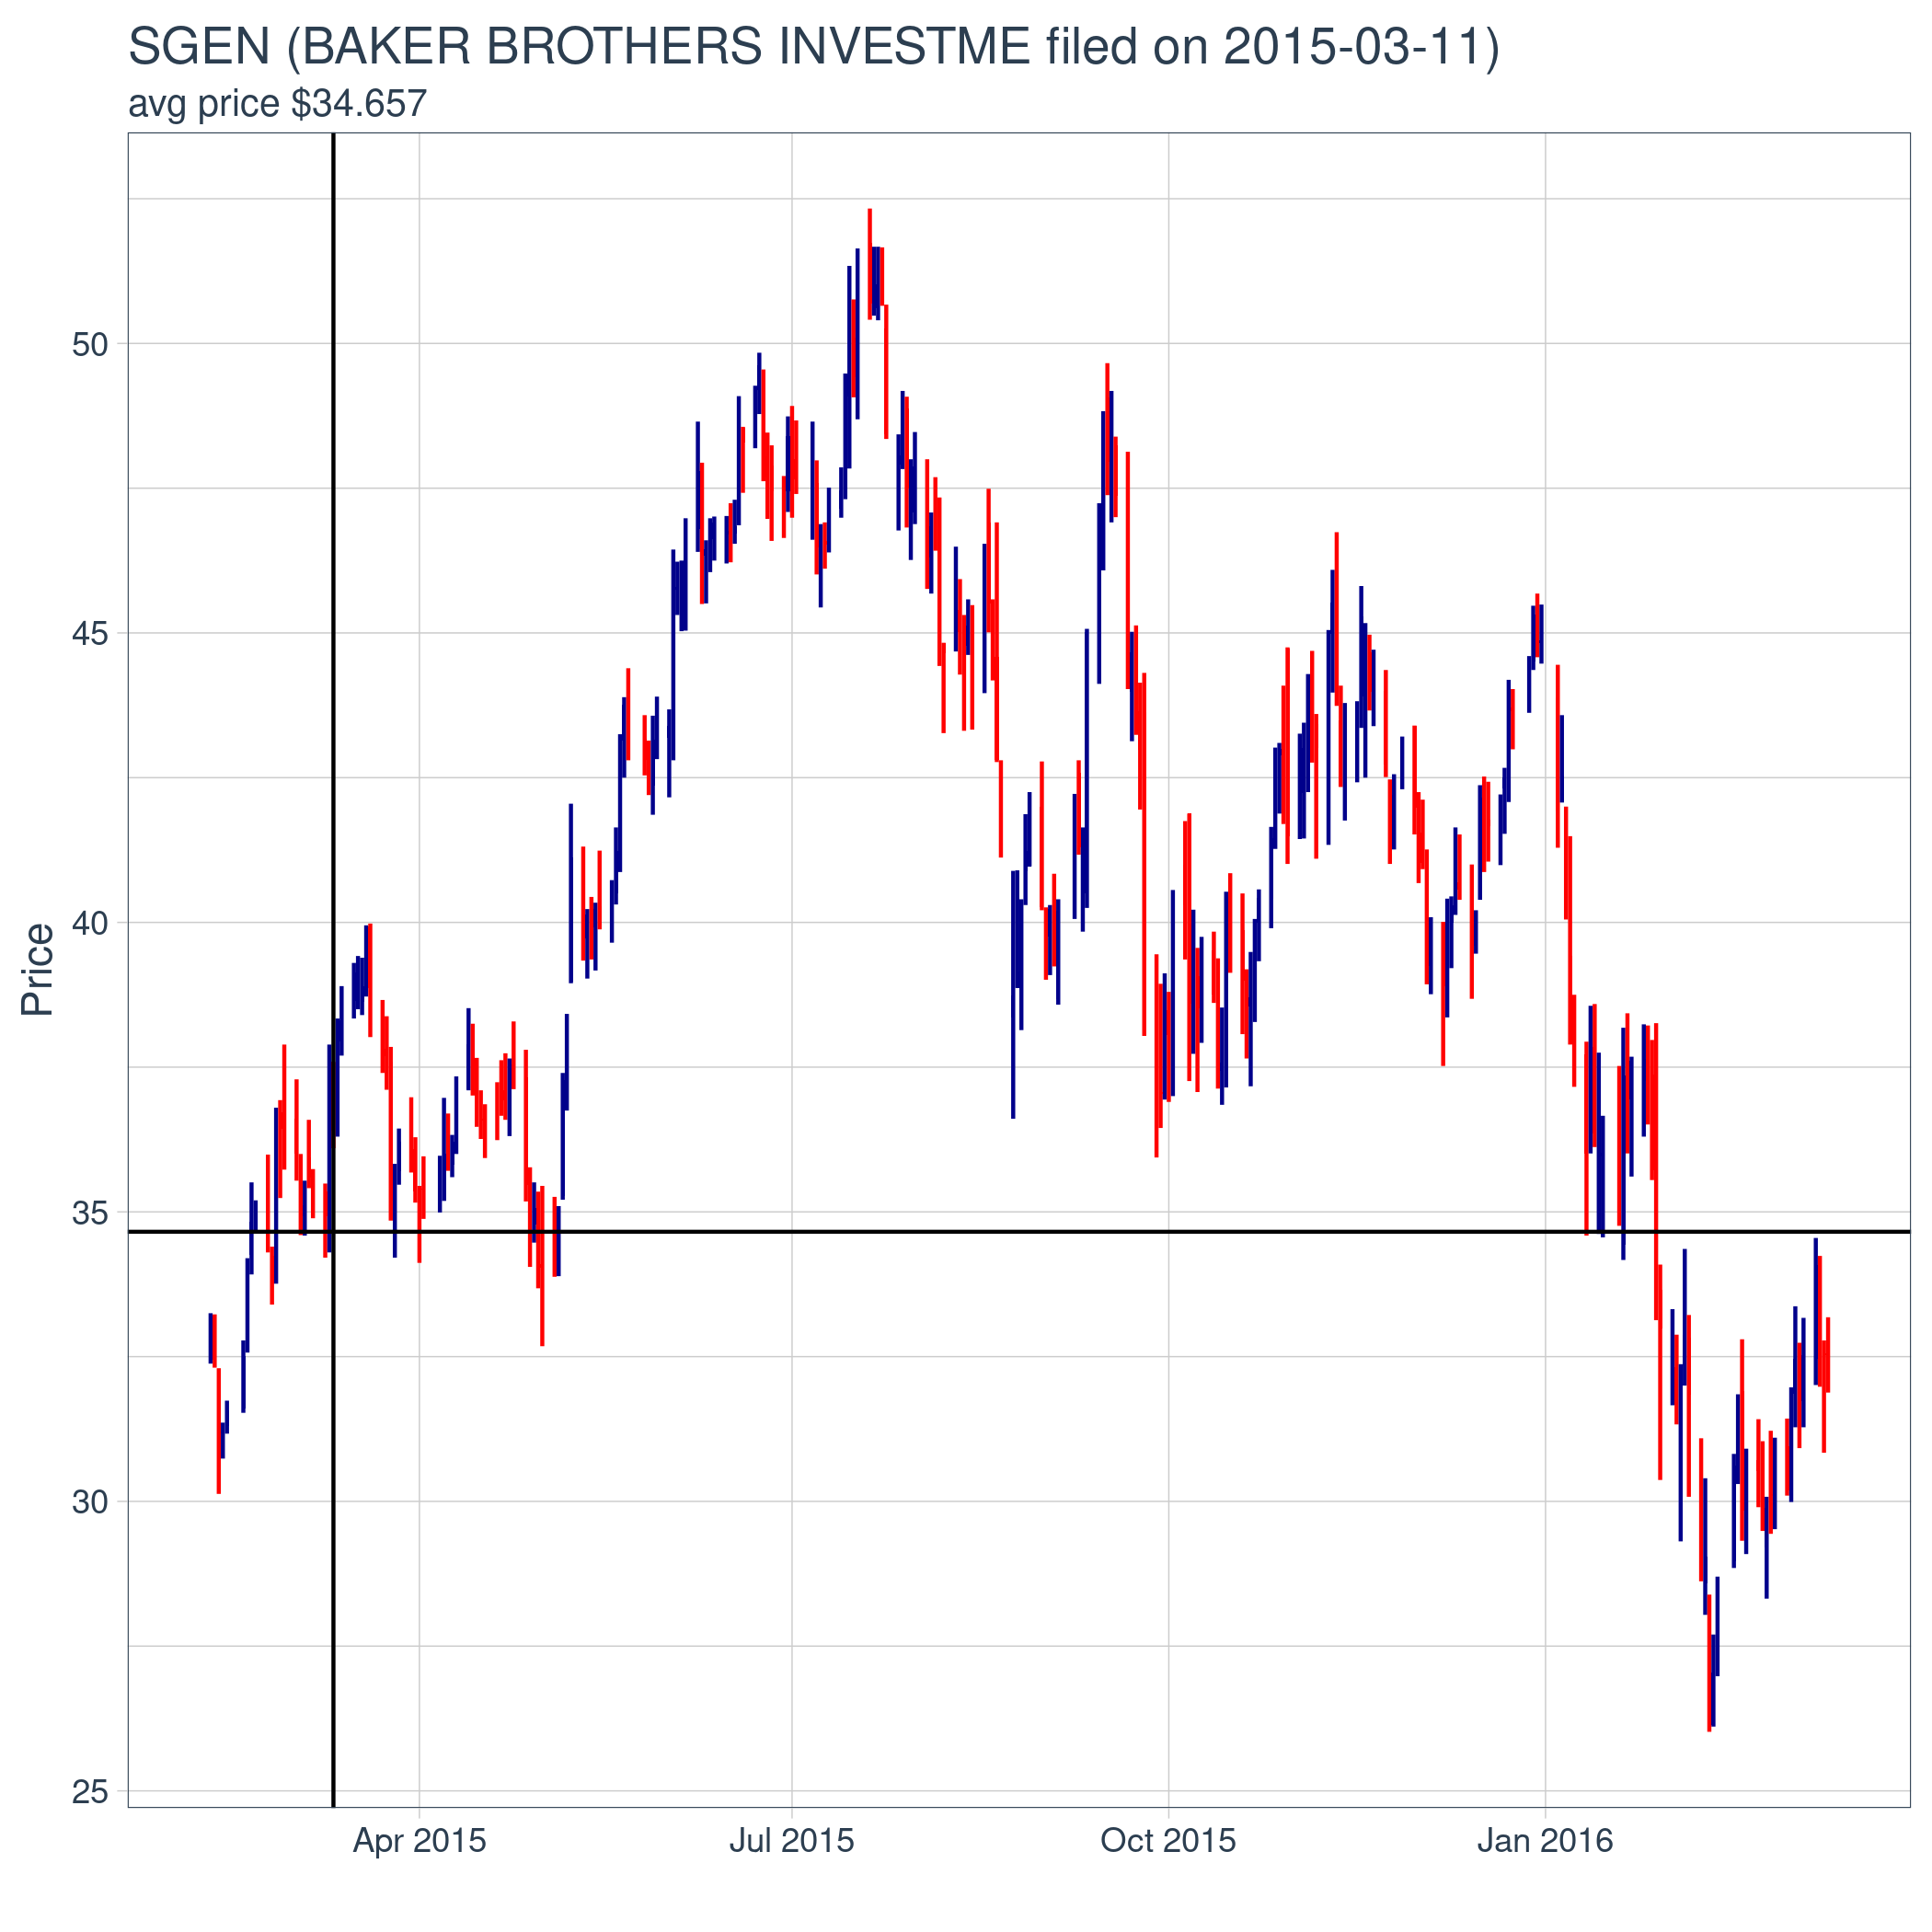 SGEN (BAKER BROTHERS INVESTME filed on 2015-03-11)
avg price $34.657
Price
50
45
40
35
30
25
Apr 2015
Jul 2015
Oct 2015
Jan 2016